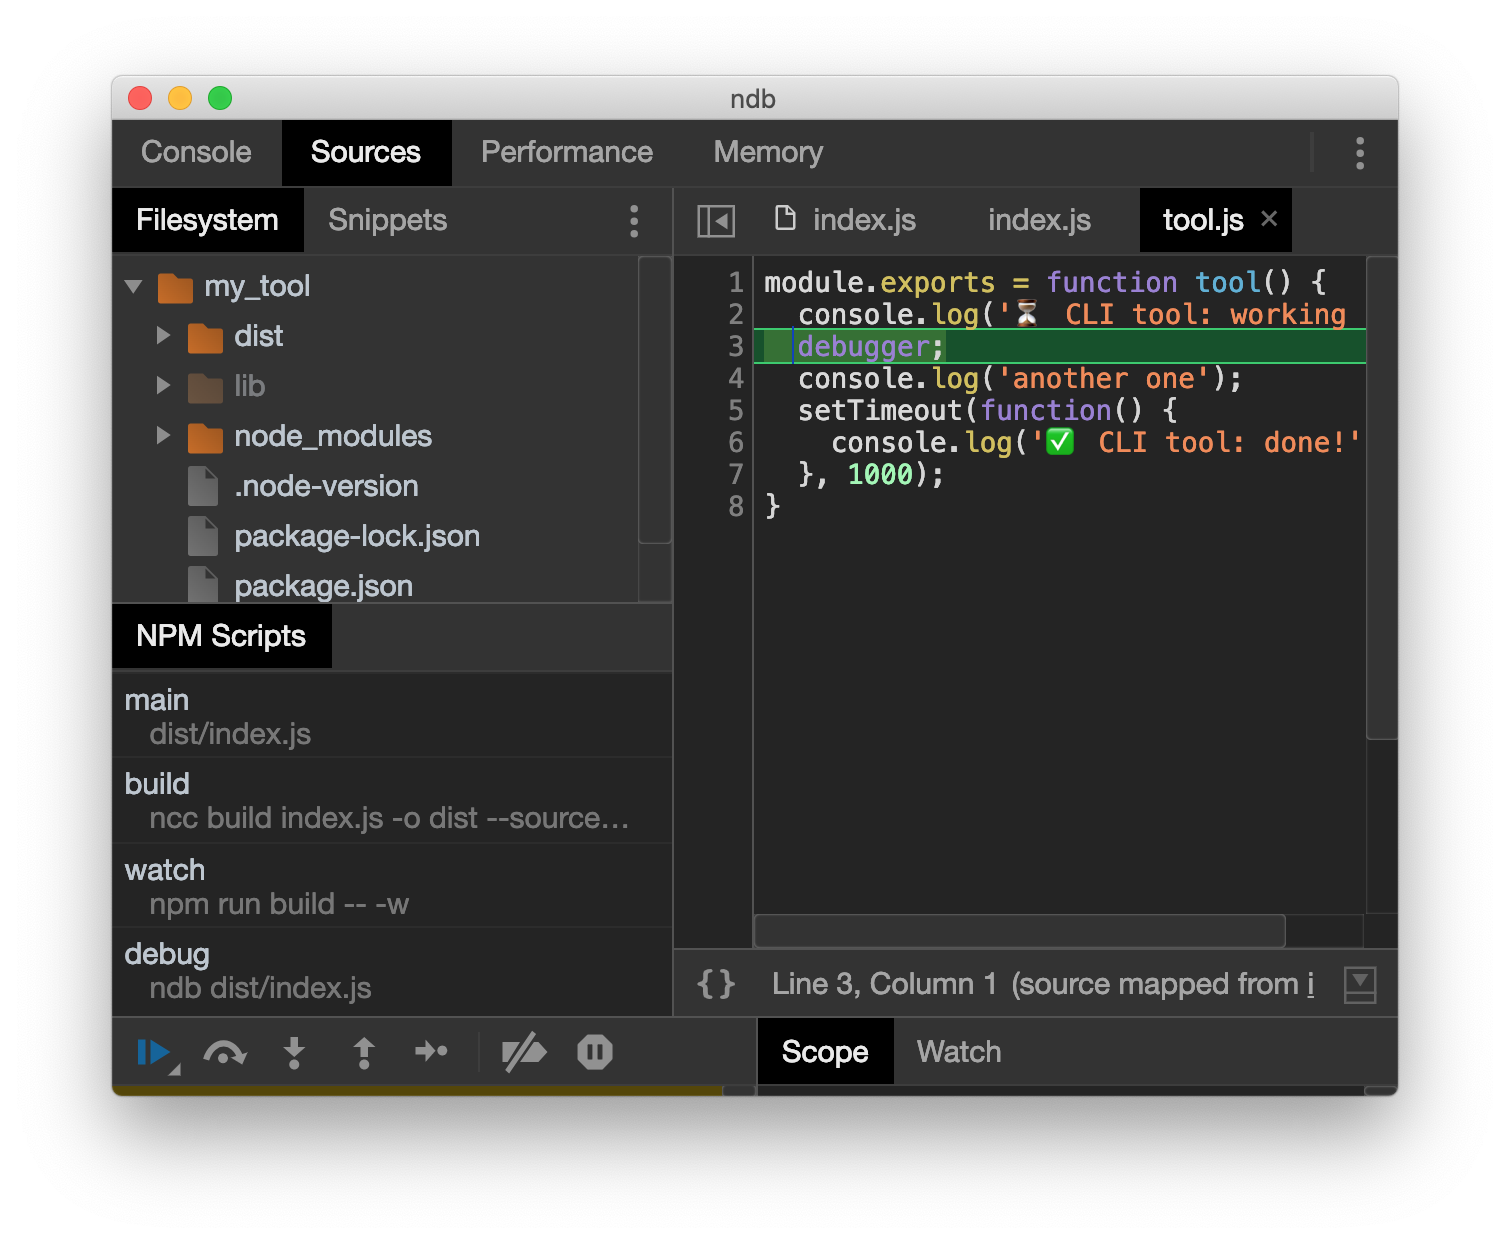 ndb
Console Sources Performance Memory
Filesystem Snippets
index.js index.js tool.js ×
my_tool
dist
lib
node_modules
.node-version
package-lock.json
package.json
NPM Scripts
main
dist/index.js
build
ncc build index.js -o dist --source…
watch
npm run build -- -w
debug
ndb dist/index.js
1 module.exports = function tool() {
2 console.log('⏳ CLI tool: working
3 debugger;
4 console.log('another one');
5 setTimeout(function() {
6 console.log('✅ CLI tool: done!'
7 }, 1000);
8 }
{} Line 3, Column 1 (source mapped from i
Scope Watch